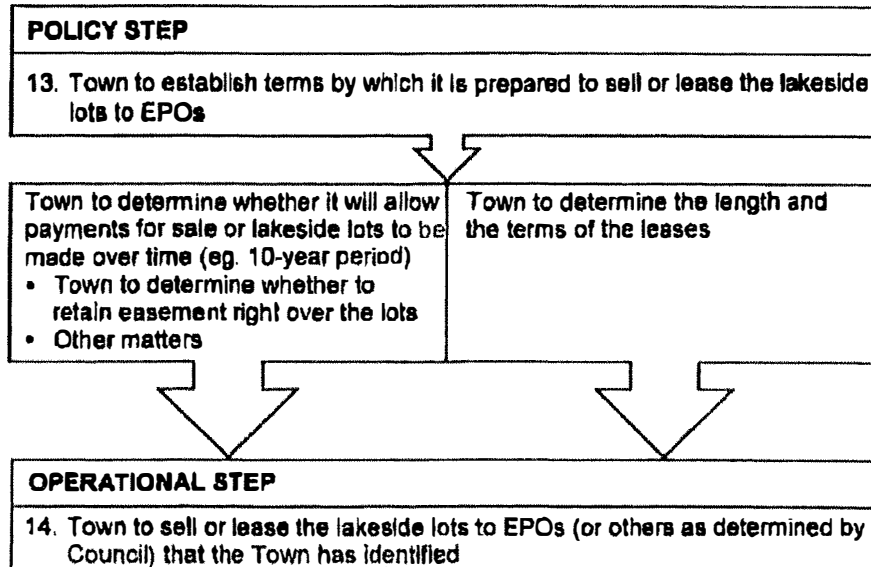 POLICY STEP
13. Town to establish terms by which it is prepared to sell or lease the lakeside
lots to EPOs
Town to determine whether it will allow
payments for sale or lakeside lots to be
made over time (eg. 10-year period)
• Town to determine whether to
retain easement right over the lots
• Other matters
Town to determine the length and
the terms of the leases
OPERATIONAL STEP
14. Town to sell or lease the lakeside lots to EPOs (or others as determined by
Council) that the Town has identified